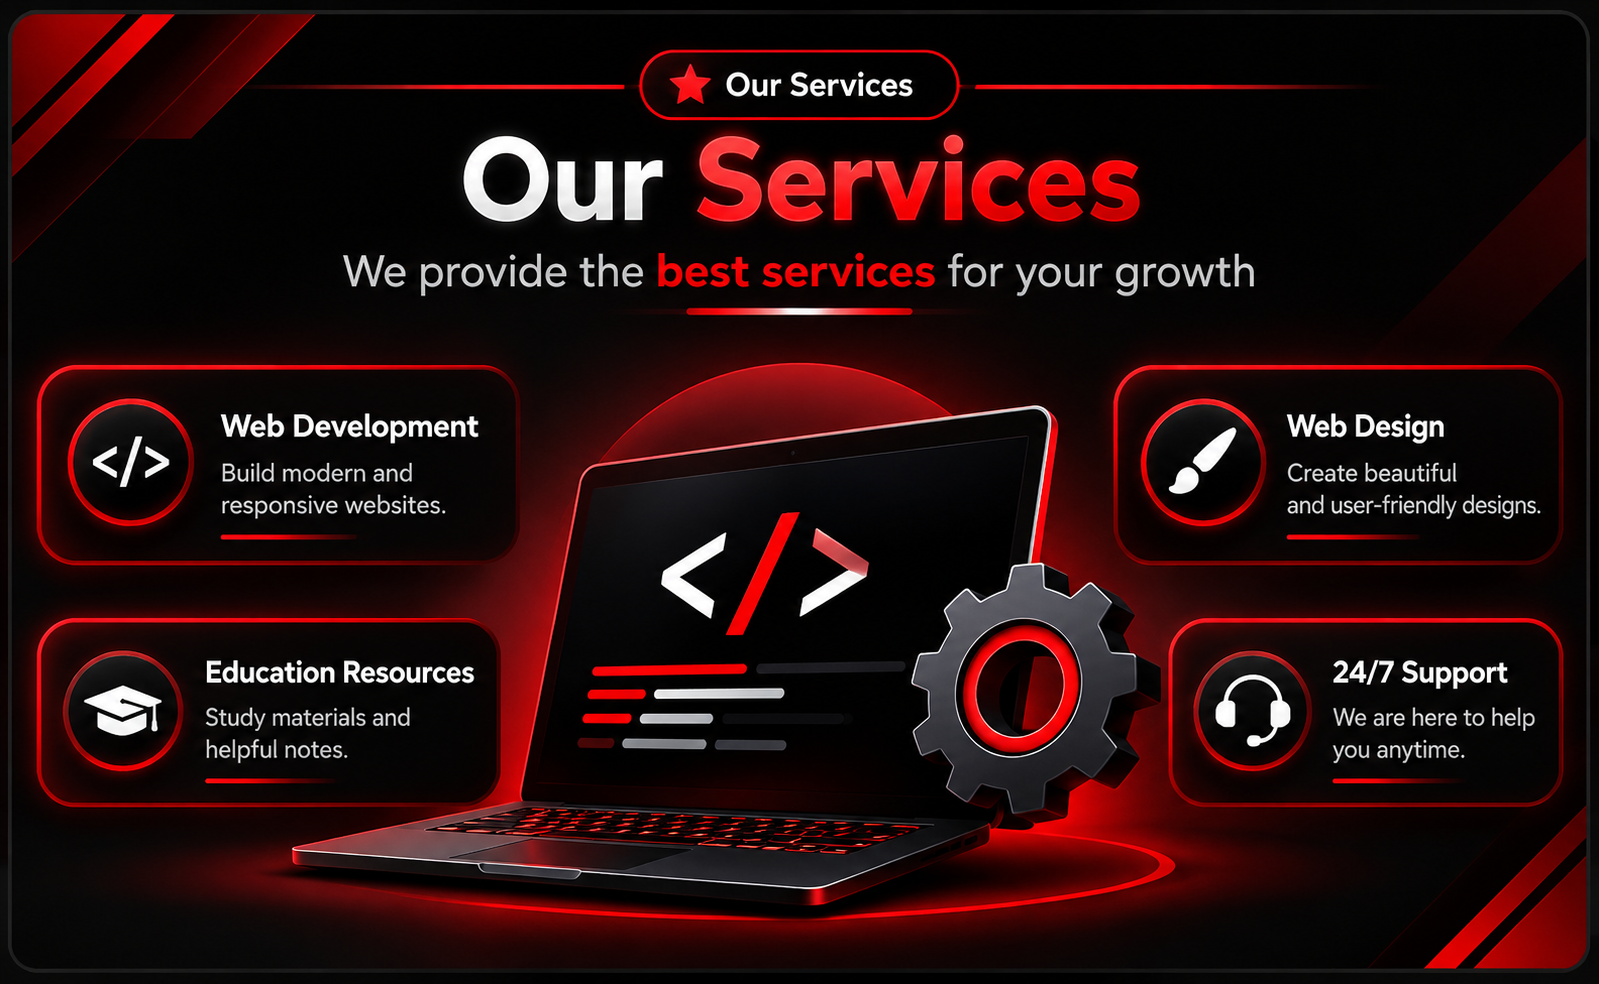 Our Services
Our Services
We provide the best services for your growth
Web Development
Build modern and
responsive websites.
Web Design
Create beautiful
and user-friendly designs.
Education Resources
Study materials and
helpful notes.
24/7 Support
We are here to help
you anytime.